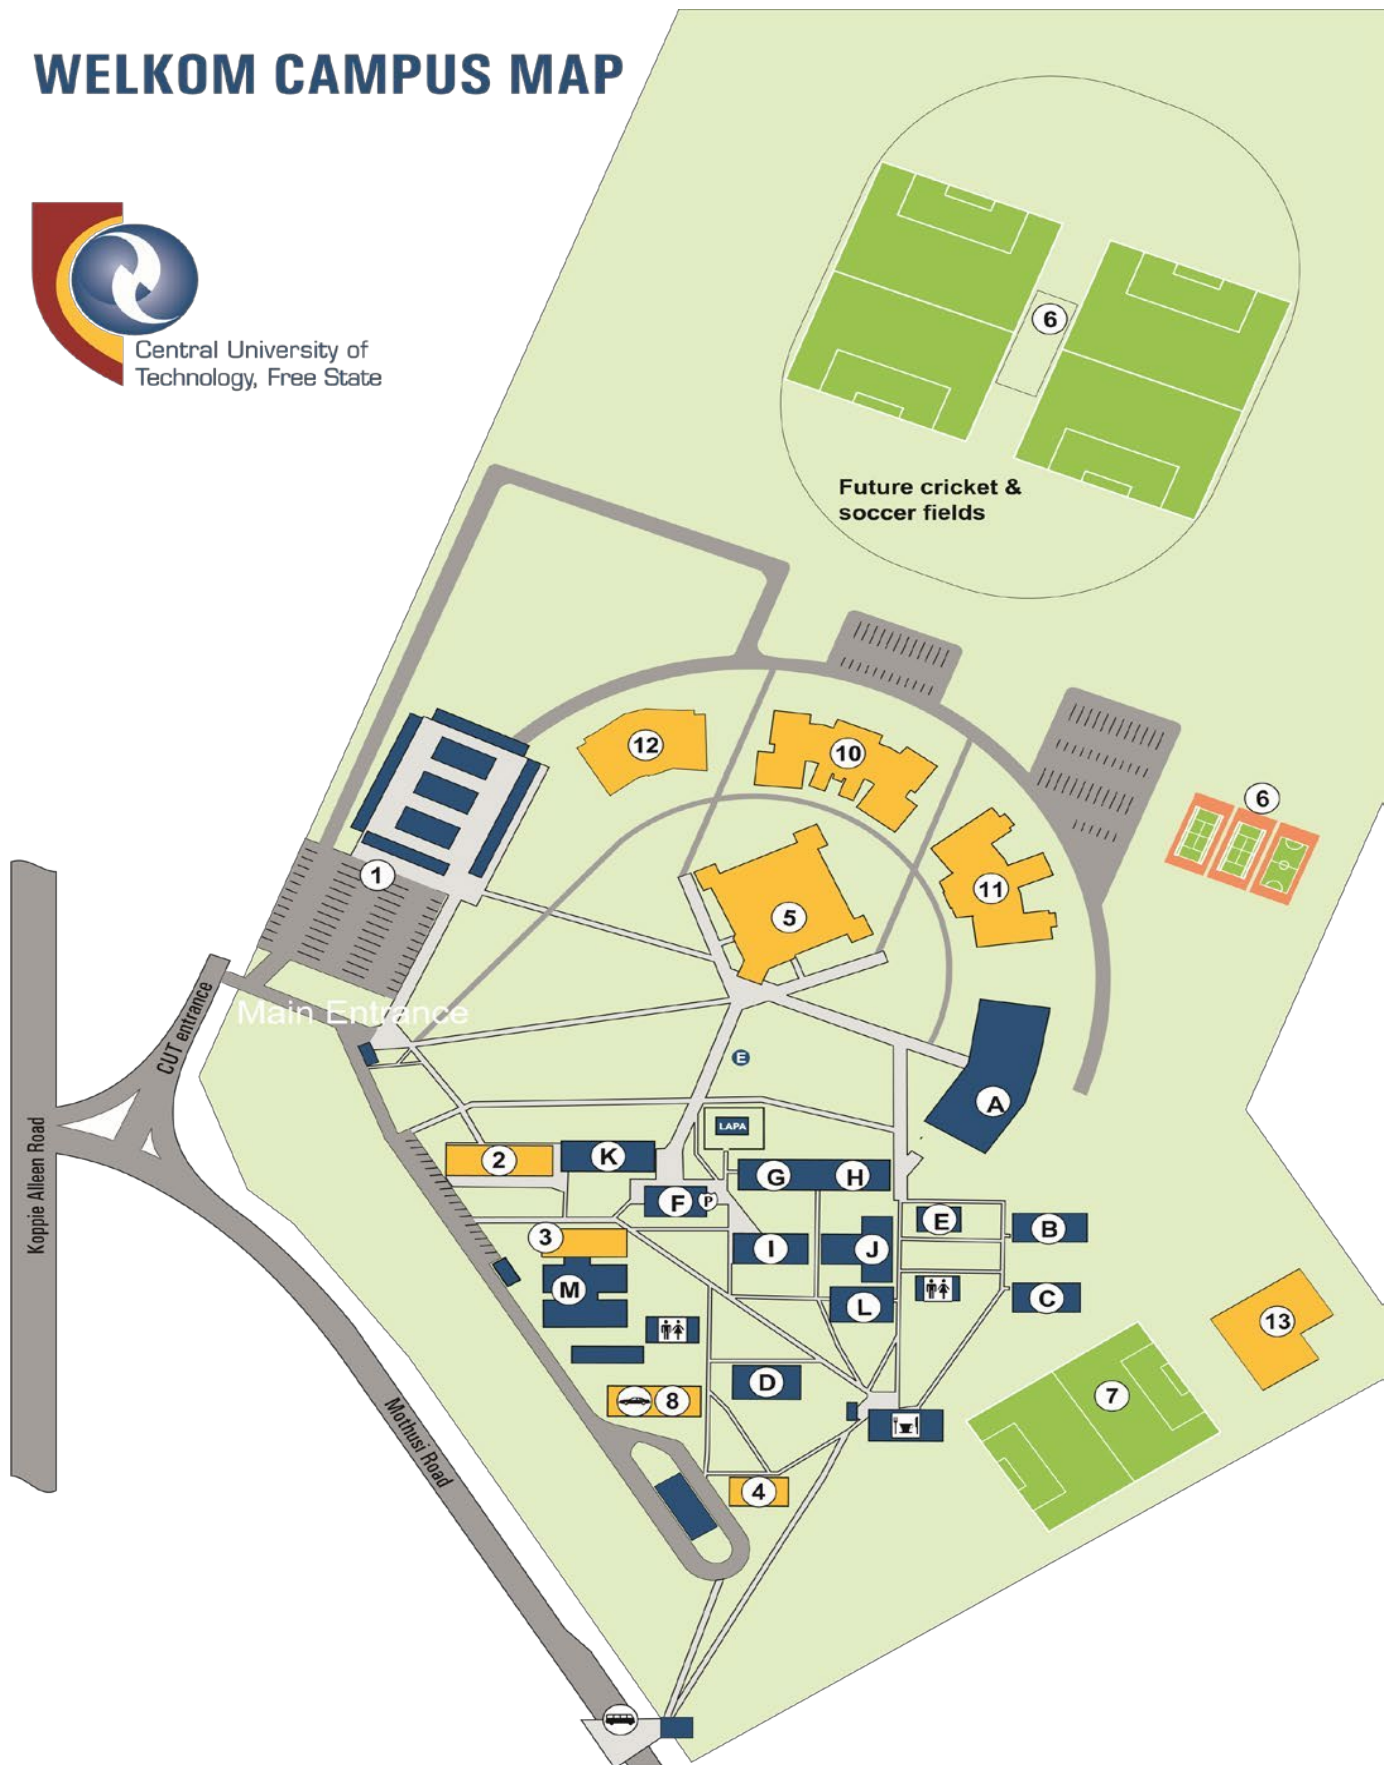 WELKOM CAMPUS MAP
Central University of
Technology, Free State
6
Future cricket &
soccer fields
12
10
6
1
11
5
CUT entrance
Main Entrance
E
A
Koppie Alleen Road
LAPA
2
K
G
H
F
P
E
B
3
I
J
M
L
C
13
D
7
8
Mothusi Road
4